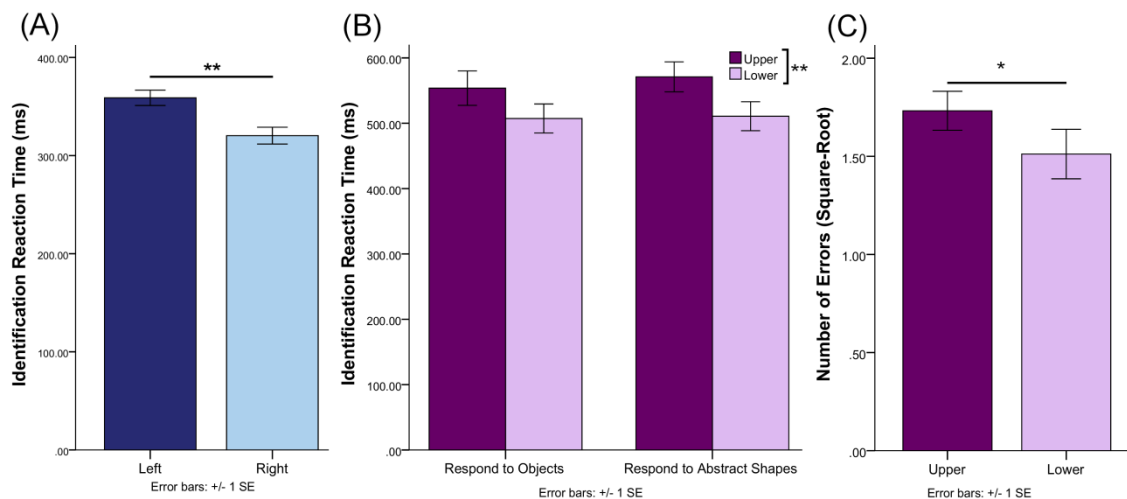 (A)
Identification Reaction Time (ms)
400.00
300.00
200.00
100.00
.00
**
Left
Right
Error bars: +/- 1 SE
(B)
Identification Reaction Time (ms)
600.00
500.00
400.00
300.00
200.00
100.00
.00
Upper
Lower
**
Respond to Objects
Respond to Abstract Shapes
Error bars: +/- 1 SE
(C)
Number of Errors (Square-Root)
2.00
1.50
1.00
.50
.00
*
Upper
Lower
Error bars: +/- 1 SE